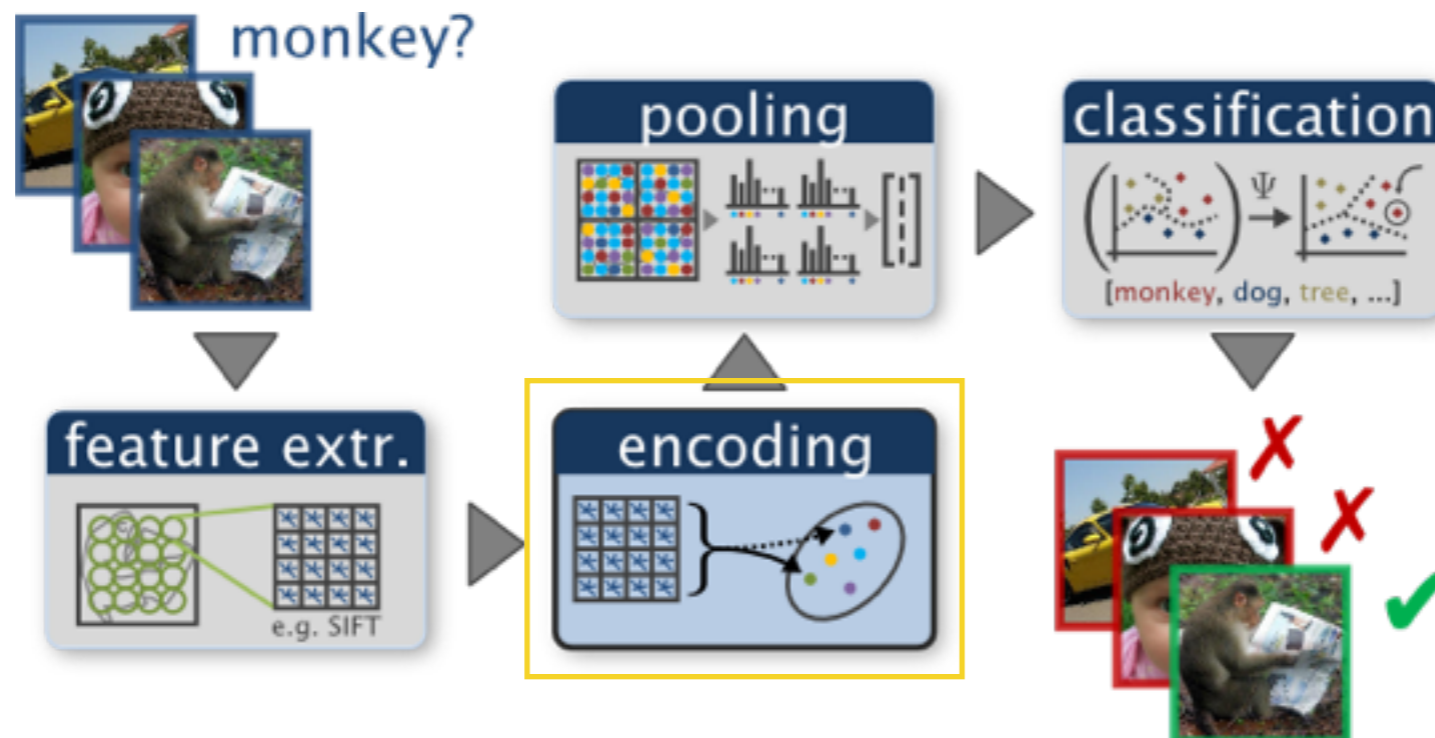 monkey?
feature extr.
e.g. SIFT
encoding
pooling
classification
Ψ
[monkey, dog, tree, ...]